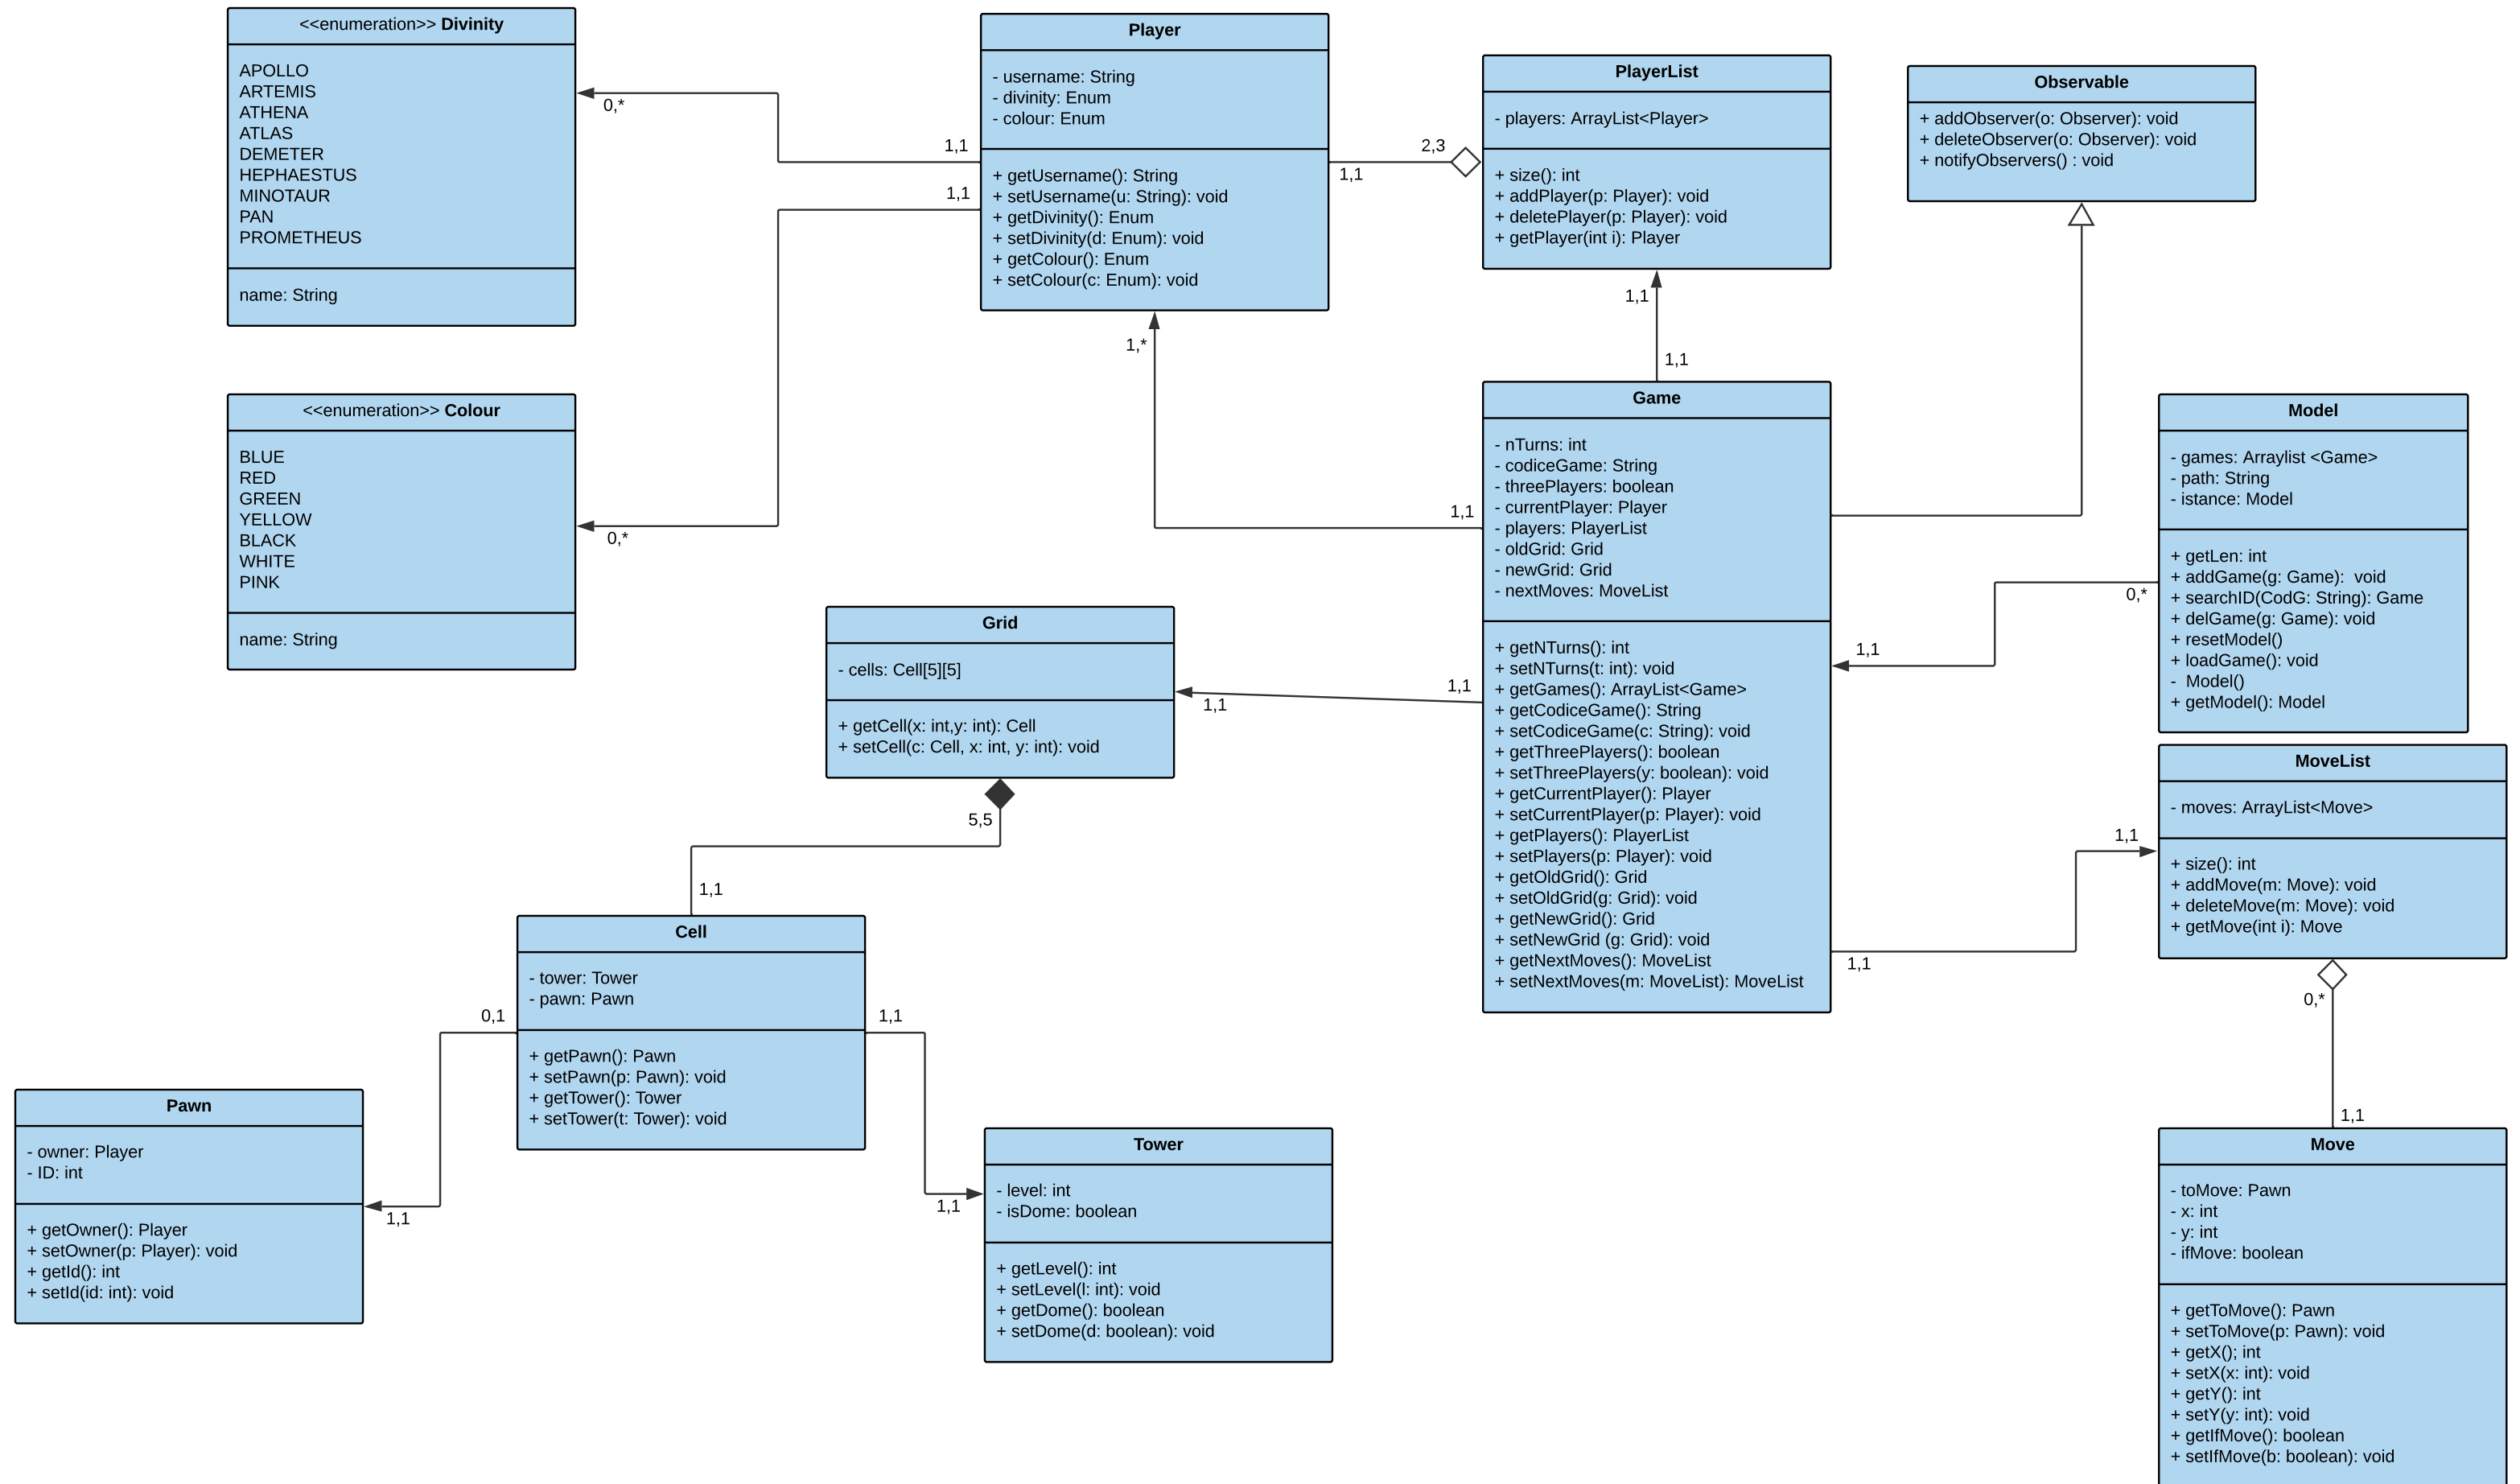 <<enumeration>> Divinity
APOLLO
ARTEMIS
ATHENA
ATLAS
DEMETER
HEPHAESTUS
MINOTAUR
PAN
PROMETHEUS
name: String
0,*
1,1
1,1
Player
- username: String
- divinity: Enum
- colour: Enum
+ getUsername(): String
+ setUsername(u: String): void
+ getDivinity(): Enum
+ setDivinity(d: Enum): void
+ getColour(): Enum
+ setColour(c: Enum): void
2,3
1,1
PlayerList
- players: ArrayList<Player>
+ size(): int
+ addPlayer(p: Player): void
+ deletePlayer(p: Player): void
+ getPlayer(int i): Player
Observable
+ addObserver(o: Observer): void
+ deleteObserver(o: Observer): void
+ notifyObservers() : void
1,1
1,1
1,*
1,1
<<enumeration>> Colour
BLUE
RED
GREEN
YELLOW
BLACK
WHITE
PINK
name: String
0,*
Game
- nTurns: int
- codiceGame: String
- threePlayers: boolean
- currentPlayer: Player
- players: PlayerList
- oldGrid: Grid
- newGrid: Grid
- nextMoves: MoveList
+ getNTurns(): int
+ setNTurns(t: int): void
+ getGames(): ArrayList<Game>
+ getCodiceGame(): String
+ setCodiceGame(c: String): void
+ getThreePlayers(): boolean
+ setThreePlayers(y: boolean): void
+ getCurrentPlayer(): Player
+ setCurrentPlayer(p: Player): void
+ getPlayers(): PlayerList
+ setPlayers(p: Player): void
+ getOldGrid(): Grid
+ setOldGrid(g: Grid): void
+ getNewGrid(): Grid
+ setNewGrid (g: Grid): void
+ getNextMoves(): MoveList
+ setNextMoves(m: MoveList): MoveList
Model
- games: Arraylist <Game>
- path: String
- istance: Model
+ getLen: int
+ addGame(g: Game):  void
+ searchID(CodG: String): Game
+ delGame(g: Game): void
+ resetModel()
+ loadGame(): void
-  Model()
+ getModel(): Model
0,*
1,1
Grid
- cells: Cell[5][5]
+ getCell(x: int,y: int): Cell
+ setCell(c: Cell, x: int, y: int): void
1,1
1,1
5,5
1,1
MoveList
- moves: ArrayList<Move>
+ size(): int
+ addMove(m: Move): void
+ deleteMove(m: Move): void
+ getMove(int i): Move
1,1
1,1
0,*
1,1
Cell
- tower: Tower
- pawn: Pawn
+ getPawn(): Pawn
+ setPawn(p: Pawn): void
+ getTower(): Tower
+ setTower(t: Tower): void
0,1
1,1
1,1
1,1
Pawn
- owner: Player
- ID: int
+ getOwner(): Player
+ setOwner(p: Player): void
+ getId(): int
+ setId(id: int): void
Tower
- level: int
- isDome: boolean
+ getLevel(): int
+ setLevel(l: int): void
+ getDome(): boolean
+ setDome(d: boolean): void
Move
- toMove: Pawn
- x: int
- y: int
- ifMove: boolean
+ getToMove(): Pawn
+ setToMove(p: Pawn): void
+ getX(); int
+ setX(x: int): void
+ getY(): int
+ setY(y: int): void
+ getIfMove(): boolean
+ setIfMove(b: boolean): void